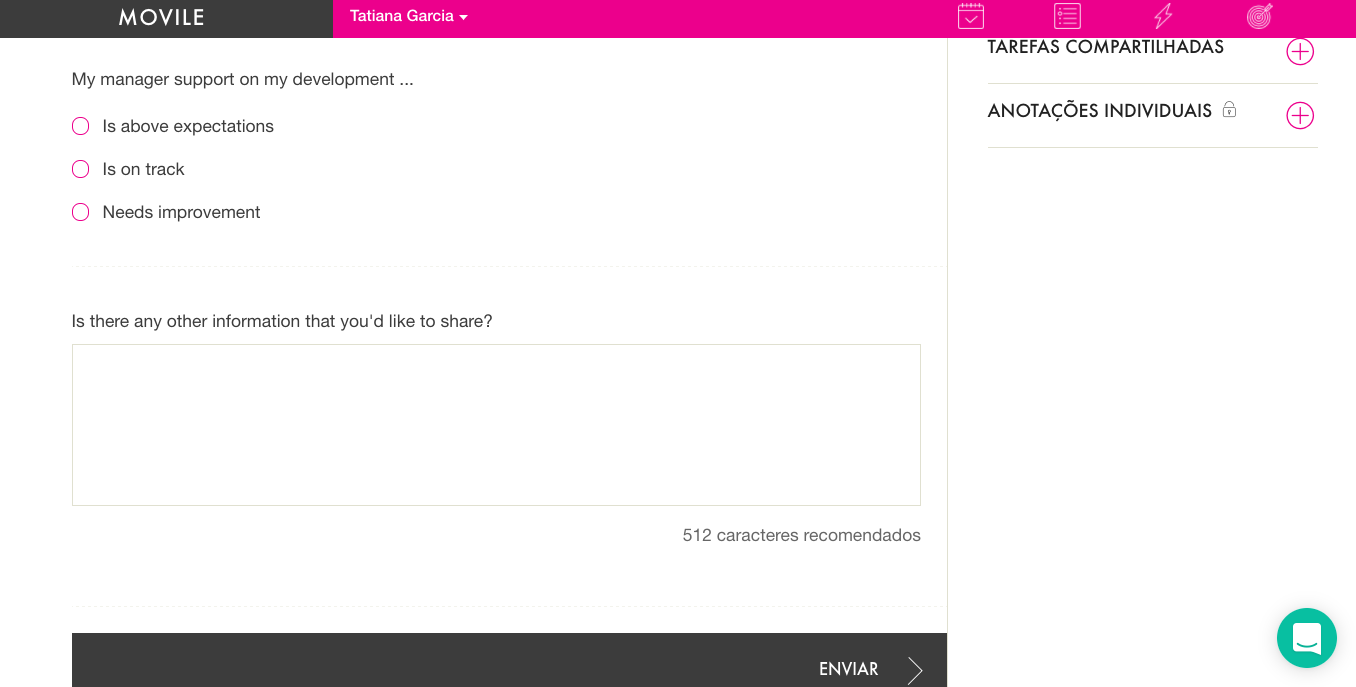 MOVILE
Tatiana Garcia
My manager support on my development ...
Is above expectations
Is on track
Needs improvement
Is there any other information that you'd like to share?
512 caracteres recomendados
ENVIAR
TAREFAS COMPARTILHADAS
ANOTAÇÕES INDIVIDUAIS